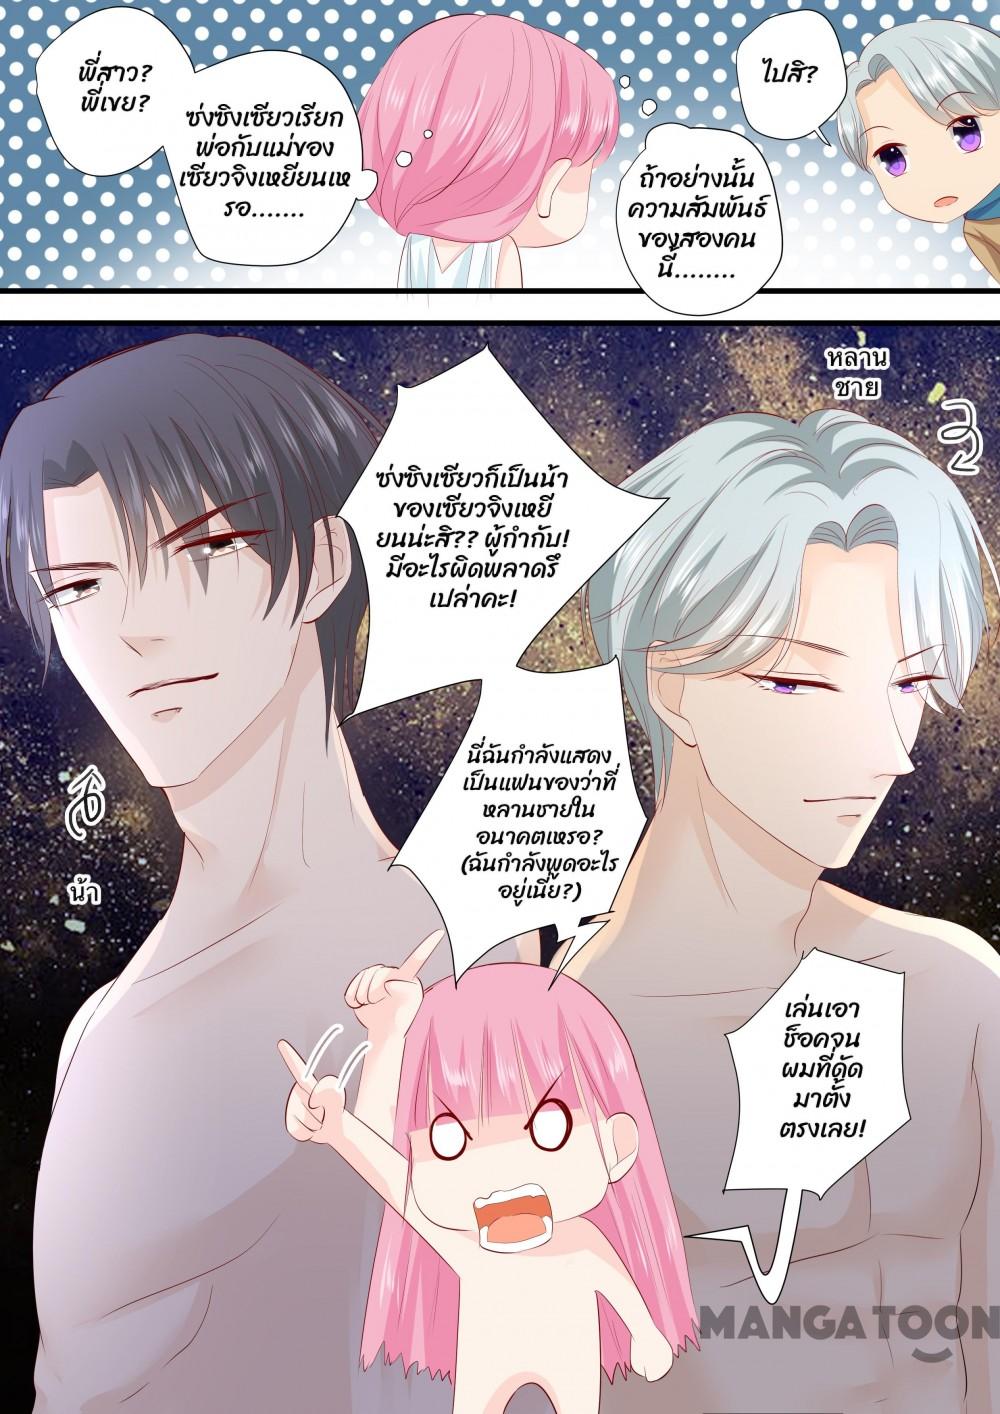 พี่สาว?
พี่เขย?
ซ่งซิงเซียวเรียก
พ่อกับแม่ของ
เซียวจิงเหยียนเห
รอ.......
ไปสิ?
ถ้าอย่างนั้น
ความสัมพันธ์
ของสองคน
นี้........
หลาน
ชาย
ซ่งซิงเซียวก็เป็นน้า
ของเซียวจิงเหยี
ยนน่ะสิ?? ผู้กำกับ!
มีอะไรผิดพลาดรึ
เปล่าคะ!
นี่ฉันกำลังแสดง
เป็นแฟนของว่าที่
หลานชายใน
อนาคตเหรอ?
(ฉันกำลังพูดอะไร
อยู่เนี่ย?)
น้า
เล่นเอา
ช็อคจน
ผมที่ดัด
มาตั้ง
ตรงเลย!
MANGATOON